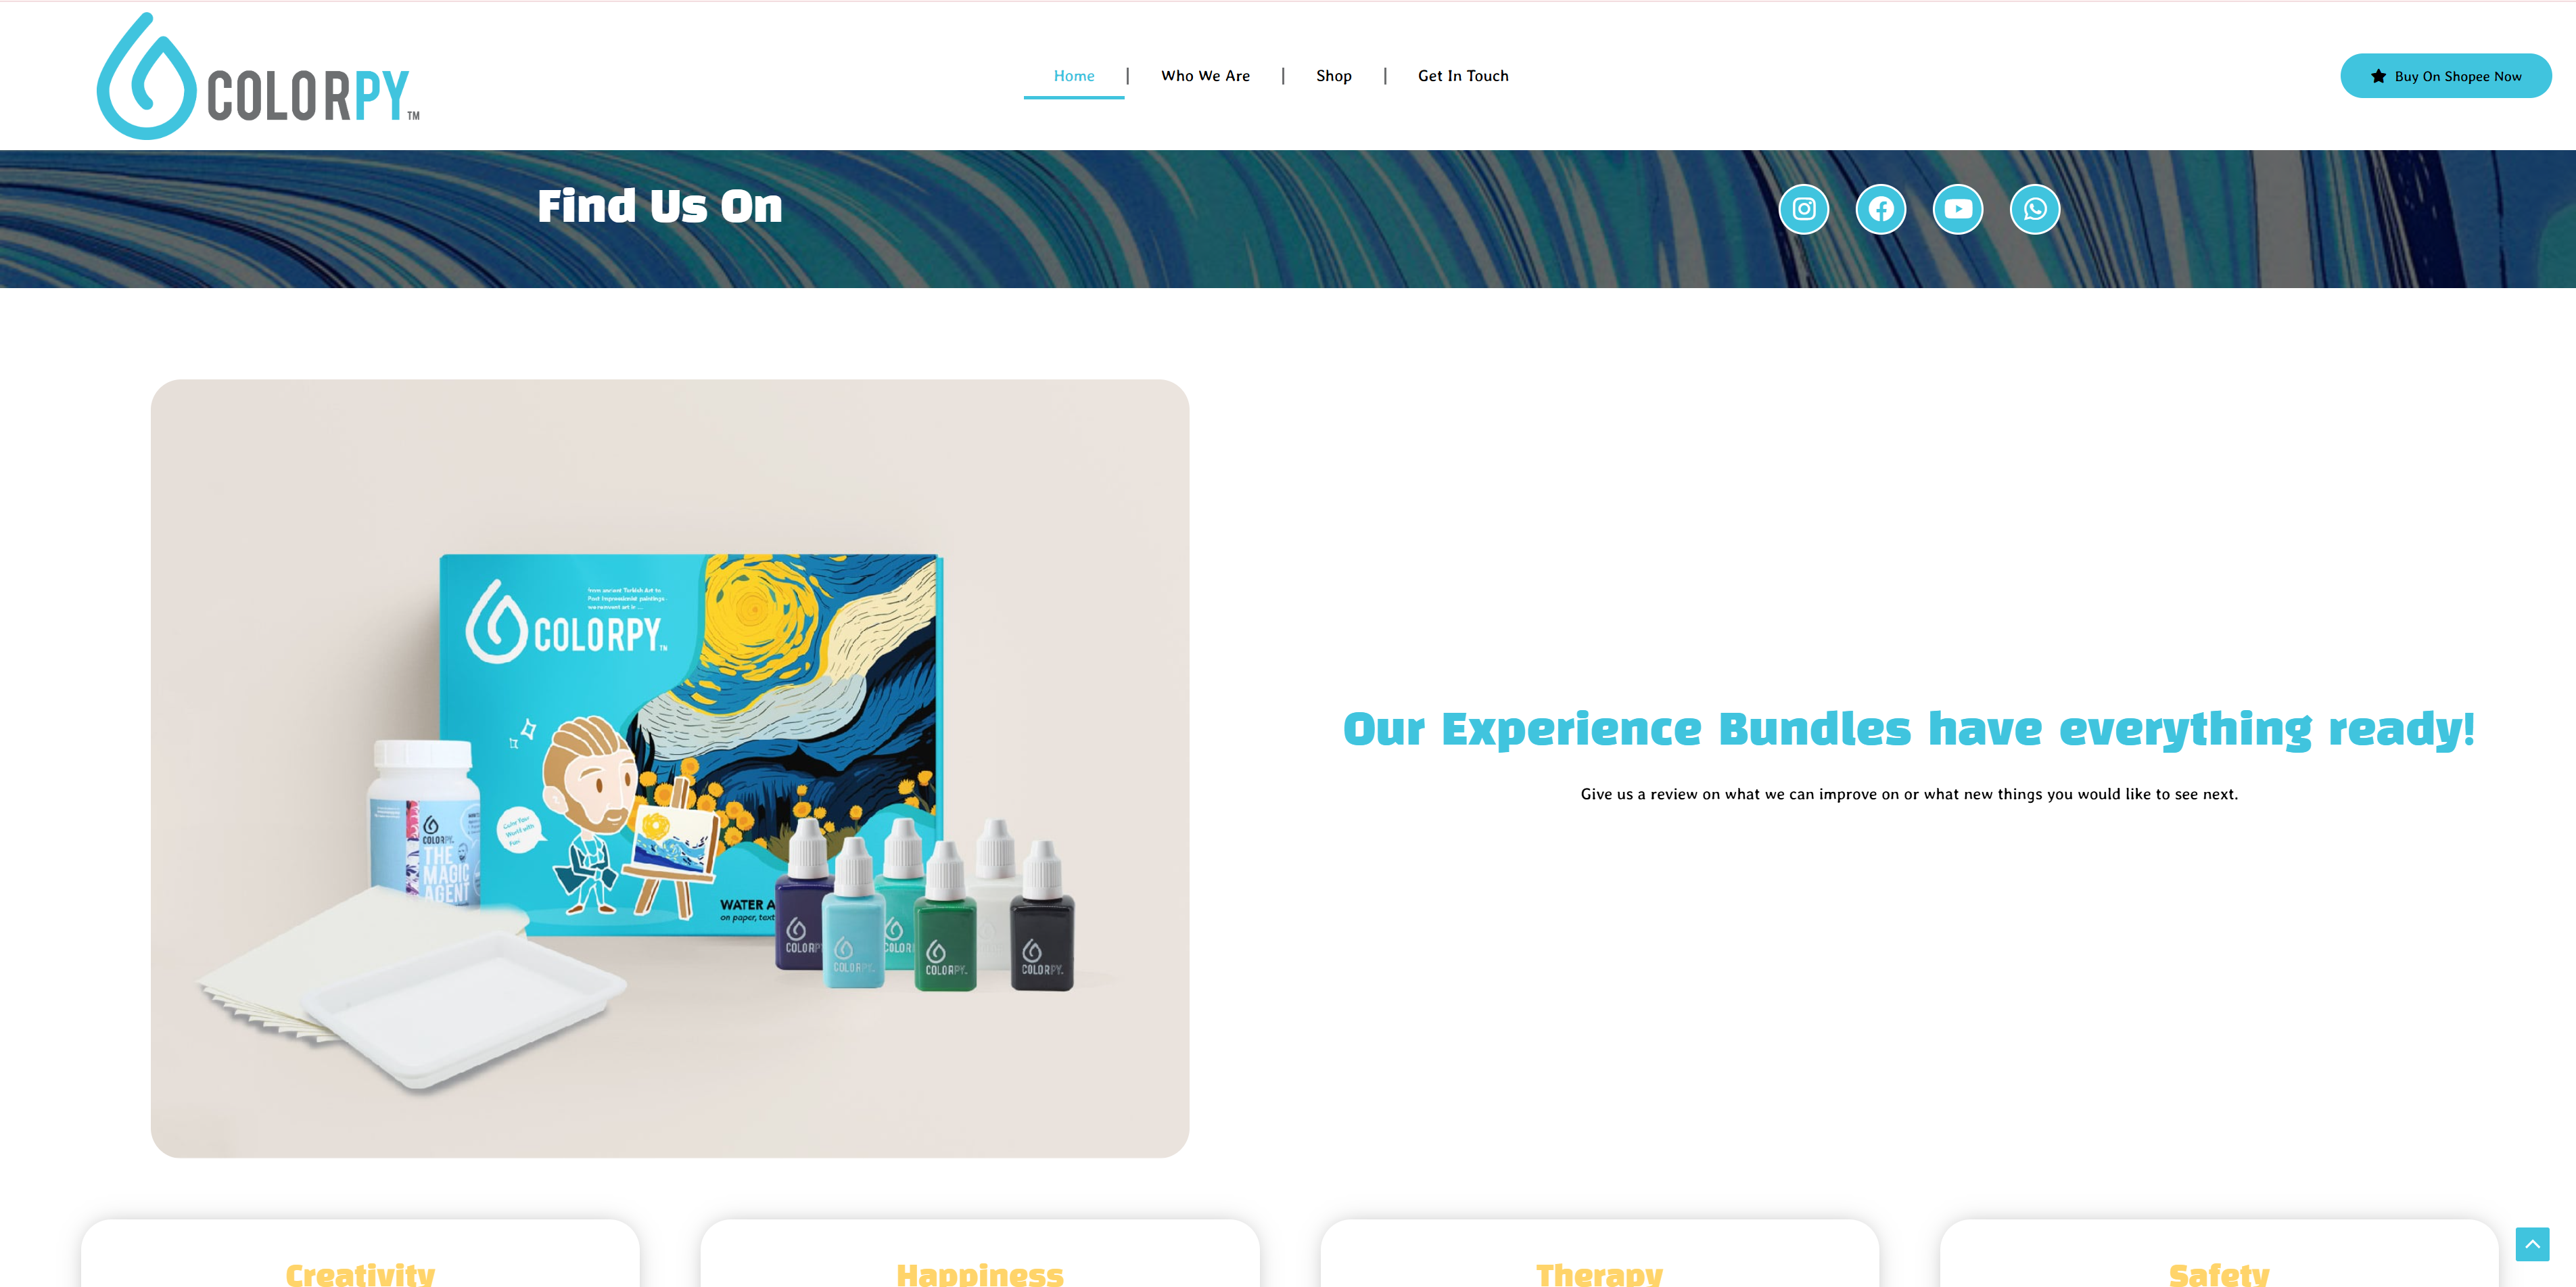 COLORPY TM
Home
Who We Are
Shop
Get In Touch
Buy On Shopee Now
Find Us On
from ancient Turkish Art to
Post Impressionist paintings,
we reinvent art in ...
COLORPY
Color Your
World with
Fun!
COLORPY
THE
MAGIC
AGENT
WATER A
on paper, text
COLORPY
COLORPY
COLORPY
COLORPY
Our Experience Bundles have everything ready!
Give us a review on what we can improve on or what new things you would like to see next.
Creativity
Happiness
Therapy
Safety